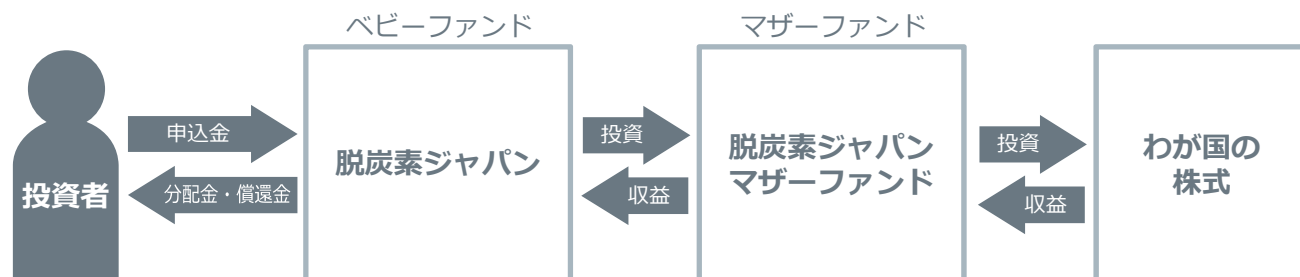 ベビーファンド
マザーファンド
投資者
申込金
分配金・償還金
脱炭素ジャパン
投資
収益
脱炭素ジャパン
マザーファンド
投資
収益
わが国の
株式